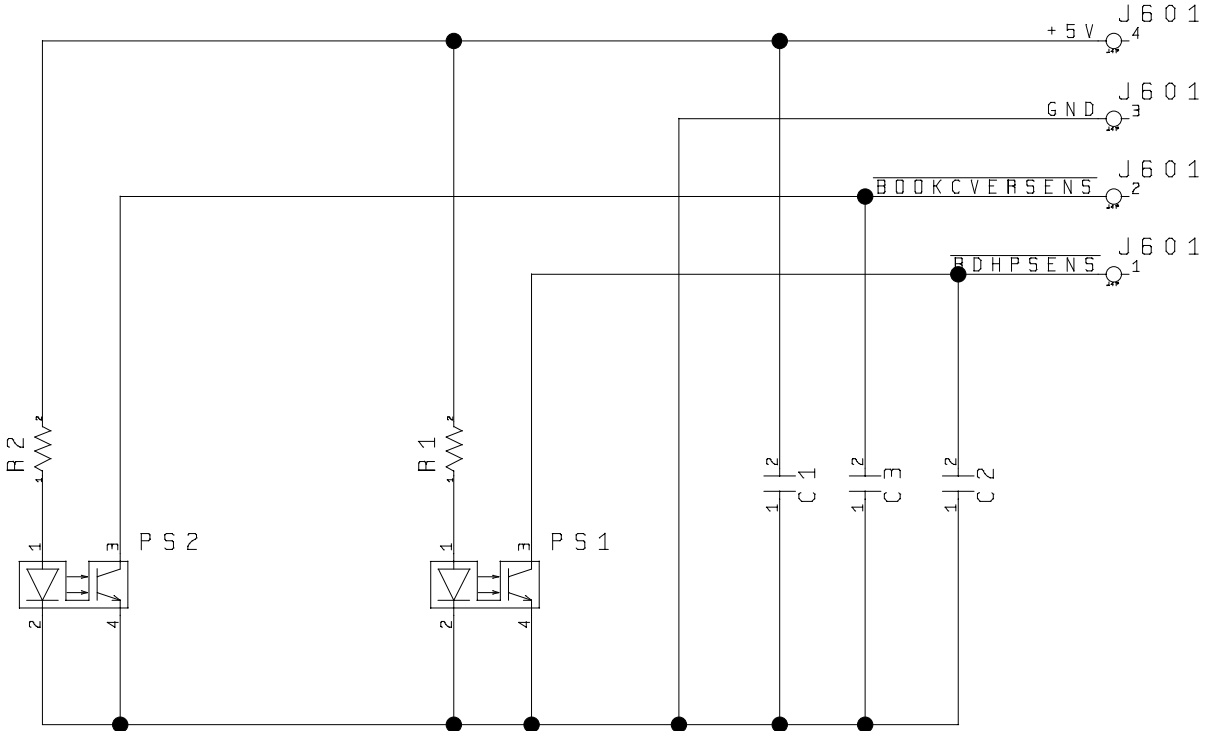 J601
+5V 4
J601
GND 3
J601
BOOKCVERSENS 2
J601
BDHPSENS 1
2
R2
1
2
R1
1
2
C1
1
2
C3
1
2
C2
1
1 3 PS2
2 4
1 3 PS1
2 4